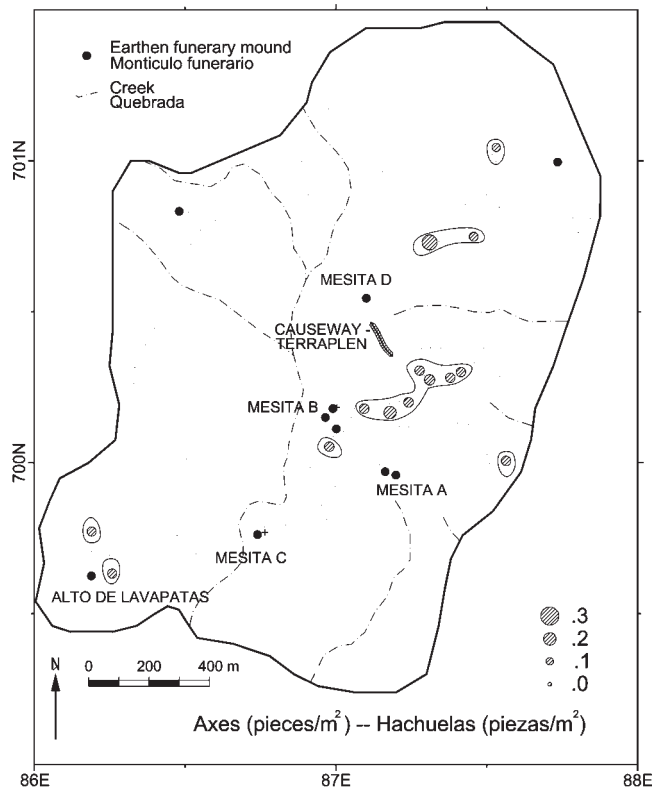 Earthen funerary mound
Monticulo funerario
Creek
Quebrada
701N
MESITA D
CAUSEWAY -
TERRAPLEN
MESITA B
700N
MESITA A
MESITA C
ALTO DE LAVAPATAS
.3
.2
.1
.0
N
0 200 400 m
Axes (pieces/m²) -- Hachuelas (piezas/m²)
86E 87E 88E